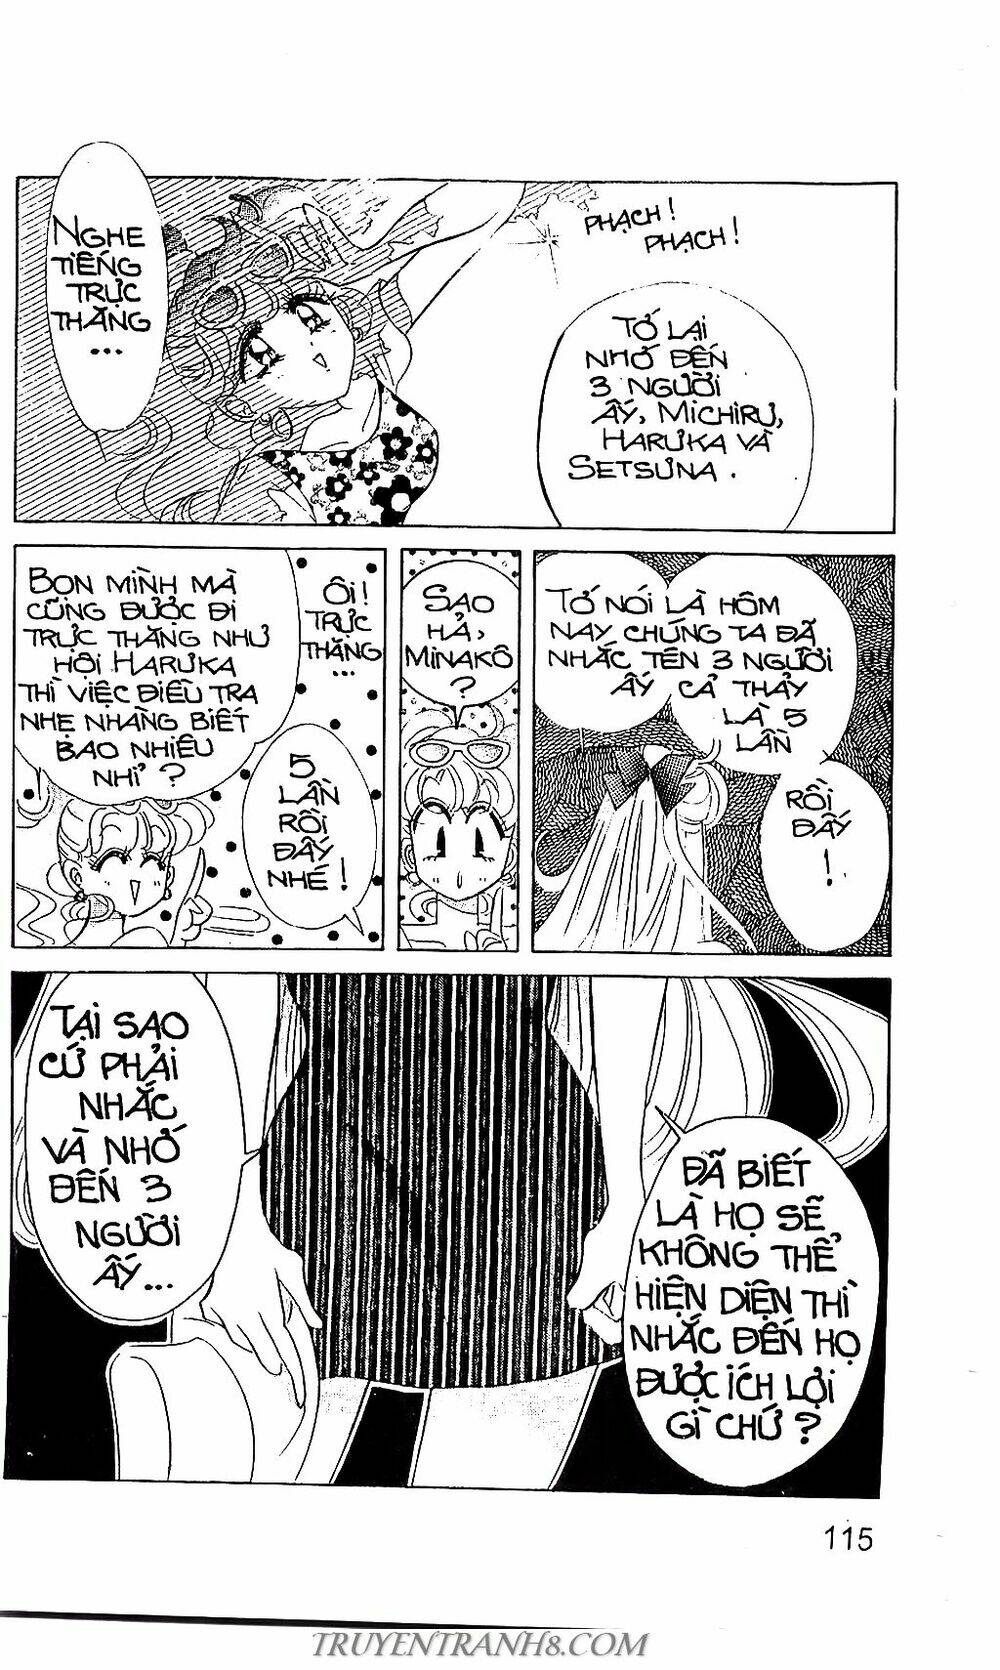 NGHE
TIẾNG
TRỰC
THĂNG
...
PHẠCH!
PHẠCH!
TỚ LẠI
NHỚ ĐẾN
3 NGƯỜI
ẤY, MICHIRU,
HARUKA VÀ
SETSUNA.
BỌN MÌNH MÀ
CŨNG ĐƯỢC ĐI
TRỰC THĂNG NHƯ
HỘI HARUKA
THÌ VIỆC ĐIỀU TRA
NHẸ NHÀNG BIẾT
BAO NHIÊU
NHỈ?
ÔI!
TRỰC
THĂNG
...
5
LẦN
RỒI
ĐẤY
NHÉ!
SAO
HẢ,
MINAKÔ
?
TỚ NÓI LÀ HÔM
NAY CHÚNG TA ĐÃ
NHẮC TÊN 3 NGƯỜI
ẤY CẢ THẢY
LÀ 5
LẦN
RỒI
ĐẤY
!
TẠI SAO
CỨ PHẢI
NHẮC
VÀ NHỚ
ĐẾN 3
NGƯỜI
ẤY...
ĐÃ BIẾT
LÀ HỌ SẼ
KHÔNG THỂ
HIỆN DIỆN THÌ
NHẮC ĐẾN HỌ
ĐƯỢC ÍCH LỢI
GÌ CHỨ?
115
TRUYENTRANH8.COM